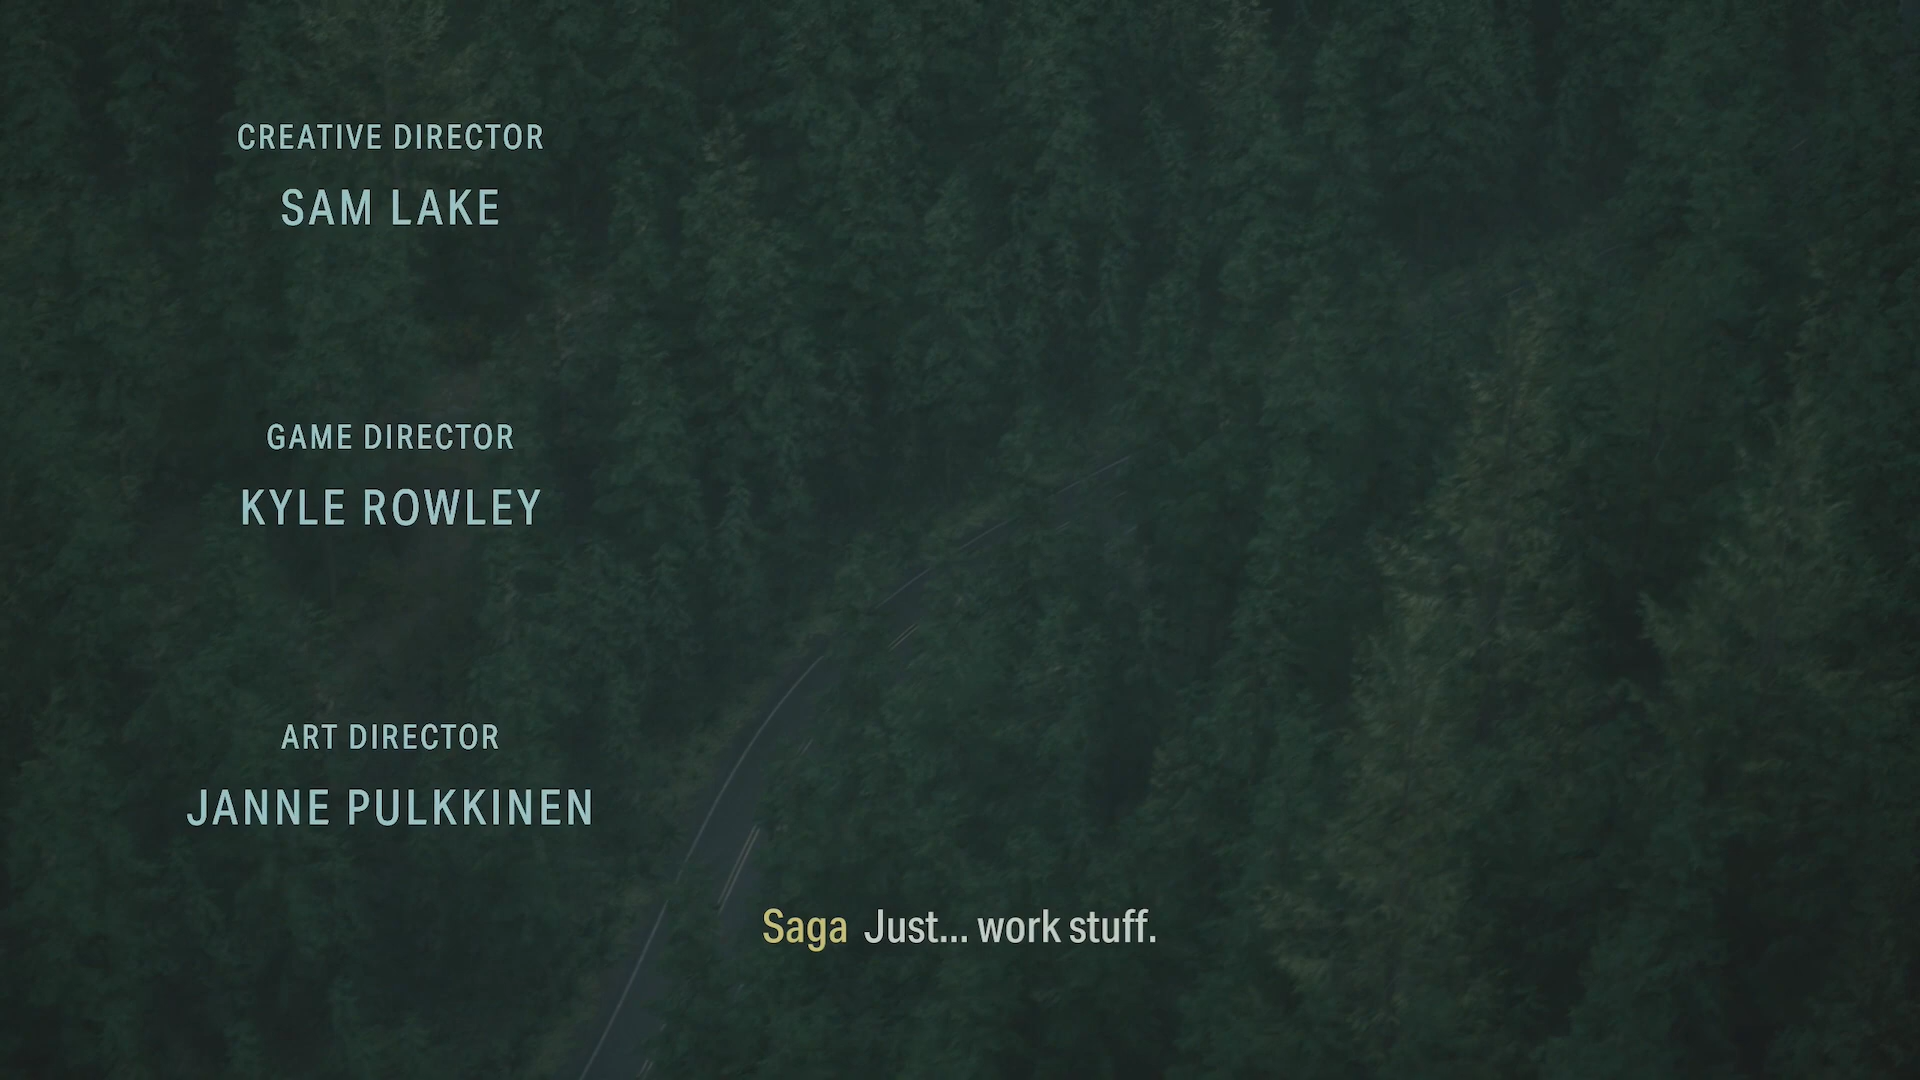 CREATIVE DIRECTOR
SAM LAKE
GAME DIRECTOR
KYLE ROWLEY
ART DIRECTOR
JANNE PULKKINEN
Saga Just... work stuff.